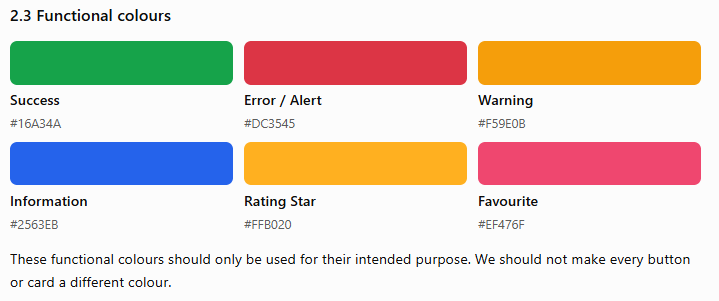 2.3 Functional colours
Success
#16A34A
Error / Alert
#DC3545
Warning
#F59E0B
Information
#2563EB
Rating Star
#FFB020
Favourite
#EF476F
These functional colours should only be used for their intended purpose. We should not make every button
or card a different colour.